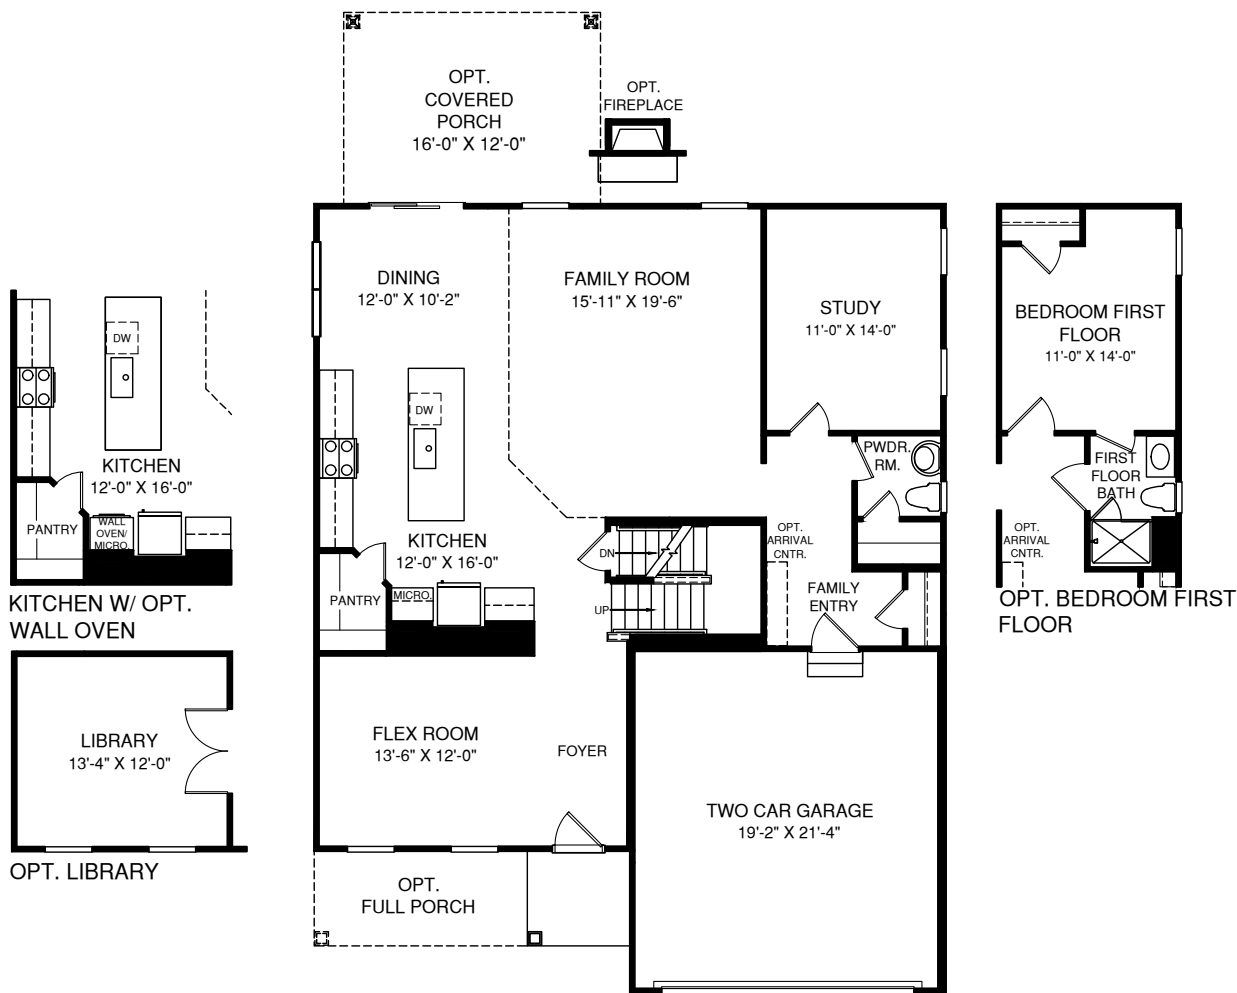 OPT.
COVERED
PORCH
16'-0" X 12'-0"
OPT.
FIREPLACE
DINING
12'-0" X 10'-2"
FAMILY ROOM
15'-11" X 19'-6"
STUDY
11'-0" X 14'-0"
BEDROOM FIRST
FLOOR
11'-0" X 14'-0"
DW
KITCHEN
12'-0" X 16'-0"
PANTRY
WALL
OVEN/
MICRO.
KITCHEN W/ OPT.
WALL OVEN
DW
KITCHEN
12'-0" X 16'-0"
PANTRY
MICRO.
DN
UP
OPT.
ARRIVAL
CNTR.
PWDR.
RM.
FAMILY
ENTRY
FIRST
FLOOR
BATH
OPT.
ARRIVAL
CNTR.
OPT. BEDROOM FIRST
FLOOR
LIBRARY
13'-4" X 12'-0"
OPT. LIBRARY
FLEX ROOM
13'-6" X 12'-0"
FOYER
TWO CAR GARAGE
19'-2" X 21'-4"
OPT.
FULL PORCH